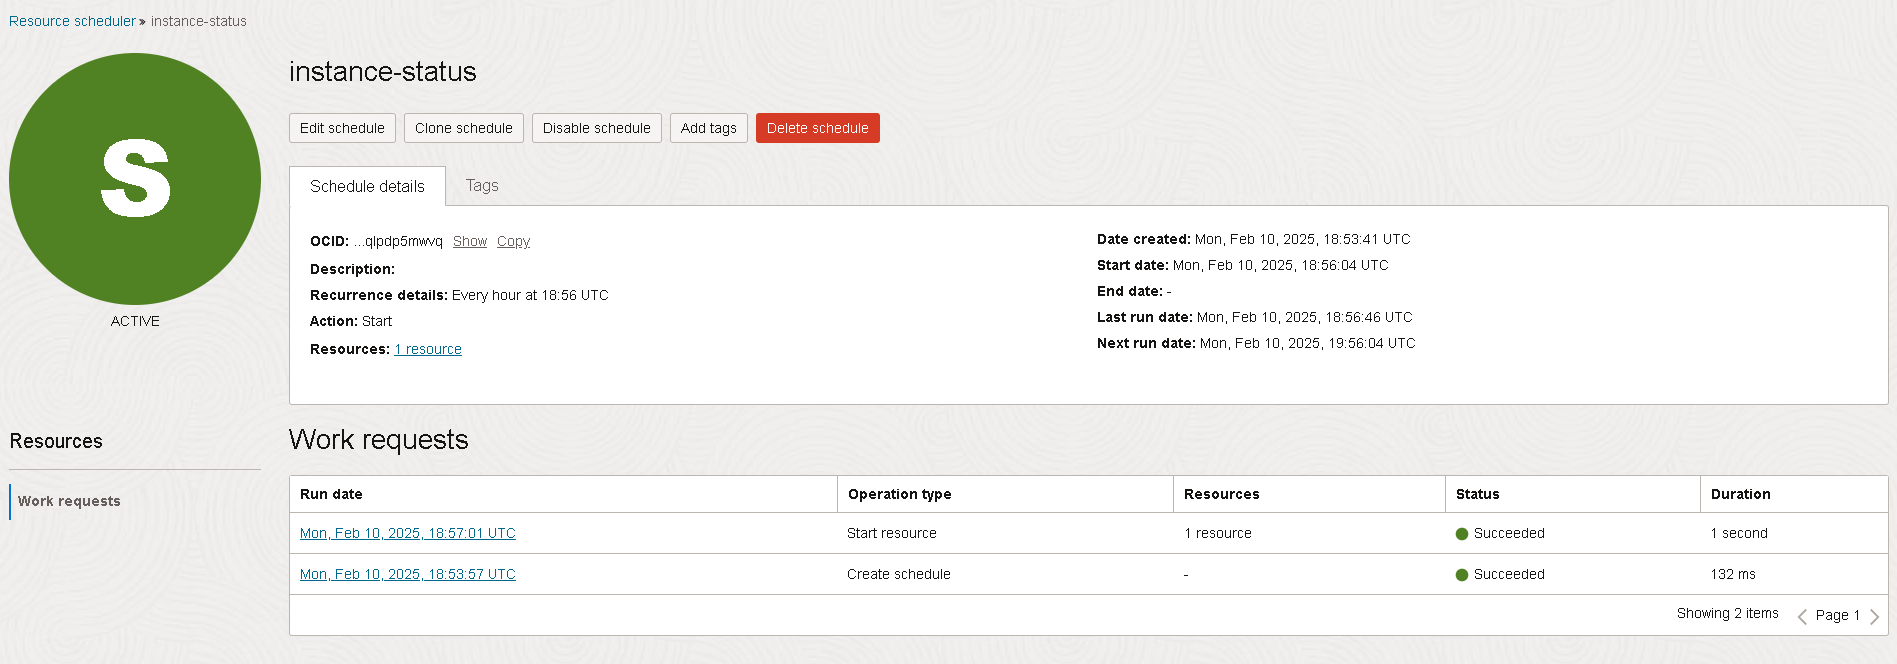 Resource scheduler » instance-status
S
ACTIVE
instance-status
Edit schedule Clone schedule Disable schedule Add tags Delete schedule
Schedule details Tags
OCID: ...qlpdp5mwvq Show Copy
Description:
Recurrence details: Every hour at 18:56 UTC
Action: Start
Resources: 1 resource
Date created: Mon, Feb 10, 2025, 18:53:41 UTC
Start date: Mon, Feb 10, 2025, 18:56:04 UTC
End date: -
Last run date: Mon, Feb 10, 2025, 18:56:46 UTC
Next run date: Mon, Feb 10, 2025, 19:56:04 UTC
Resources
Work requests
Work requests
Run date Operation type Resources Status Duration
Mon, Feb 10, 2025, 18:57:01 UTC Start resource 1 resource Succeeded 1 second
Mon, Feb 10, 2025, 18:53:57 UTC Create schedule - Succeeded 132 ms
Showing 2 items Page 1